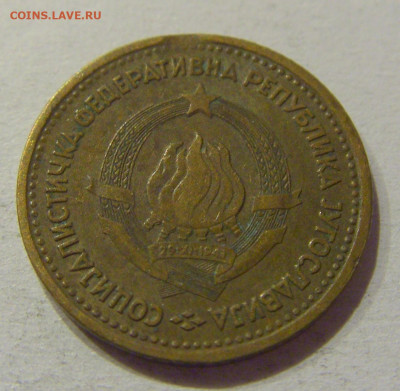 COINS.LAVE.RU
СОЦИЈАЛИСТИЧКА ФЕДЕРАТИВНА РЕПУБЛИКА ЈУГОСЛАВИЈА